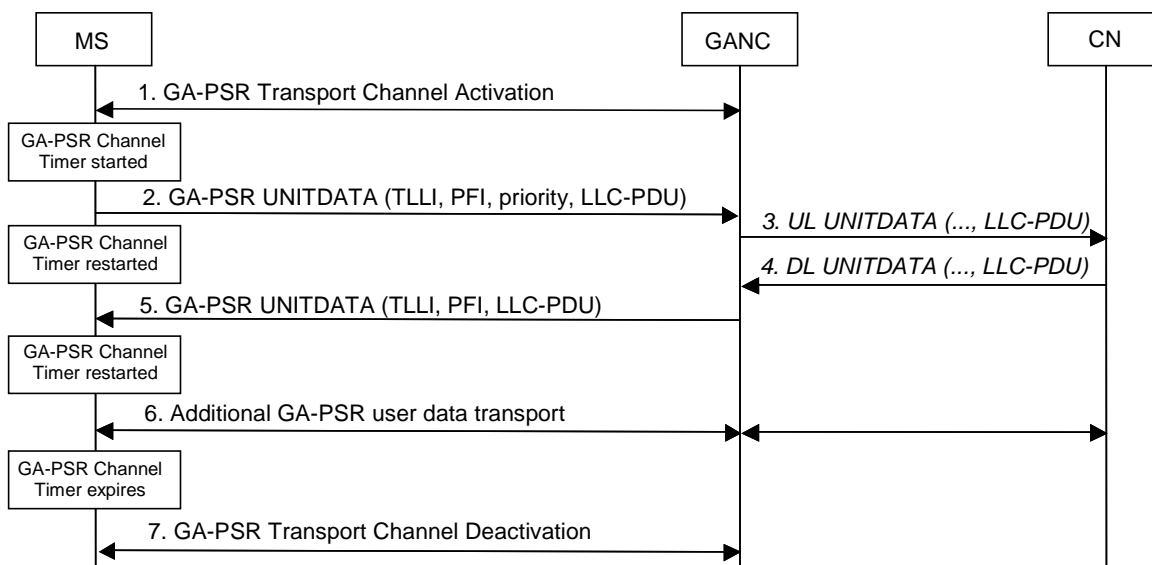 MS
GANC
CN
1. GA-PSR Transport Channel Activation
GA-PSR Channel
Timer started
2. GA-PSR UNITDATA (TLLI, PFI, priority, LLC-PDU)
3. UL UNITDATA (..., LLC-PDU)
GA-PSR Channel
Timer restarted
4. DL UNITDATA (..., LLC-PDU)
5. GA-PSR UNITDATA (TLLI, PFI, LLC-PDU)
GA-PSR Channel
Timer restarted
6. Additional GA-PSR user data transport
GA-PSR Channel
Timer expires
7. GA-PSR Transport Channel Deactivation